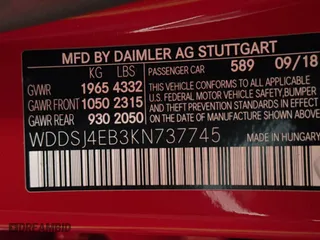 MFD BY DAIMLER AG STUTTGART
KG LBS PASSENGER CAR 589 09/18
GVWR 1965 4332
GAWR FRONT 1050 2315
GAWR REAR 930 2050
THIS VEHICLE CONFORMS TO ALL APPLICABLE
U.S. FEDERAL MOTOR VEHICLE SAFETY, BUMPER
AND THEFT PREVENTION STANDARDS IN EFFECT ON
THE DATE OF MANUFACTURE SHOWN ABOVE
WDDSJ4EB3KN737745 HUNGARY
DREAMBID